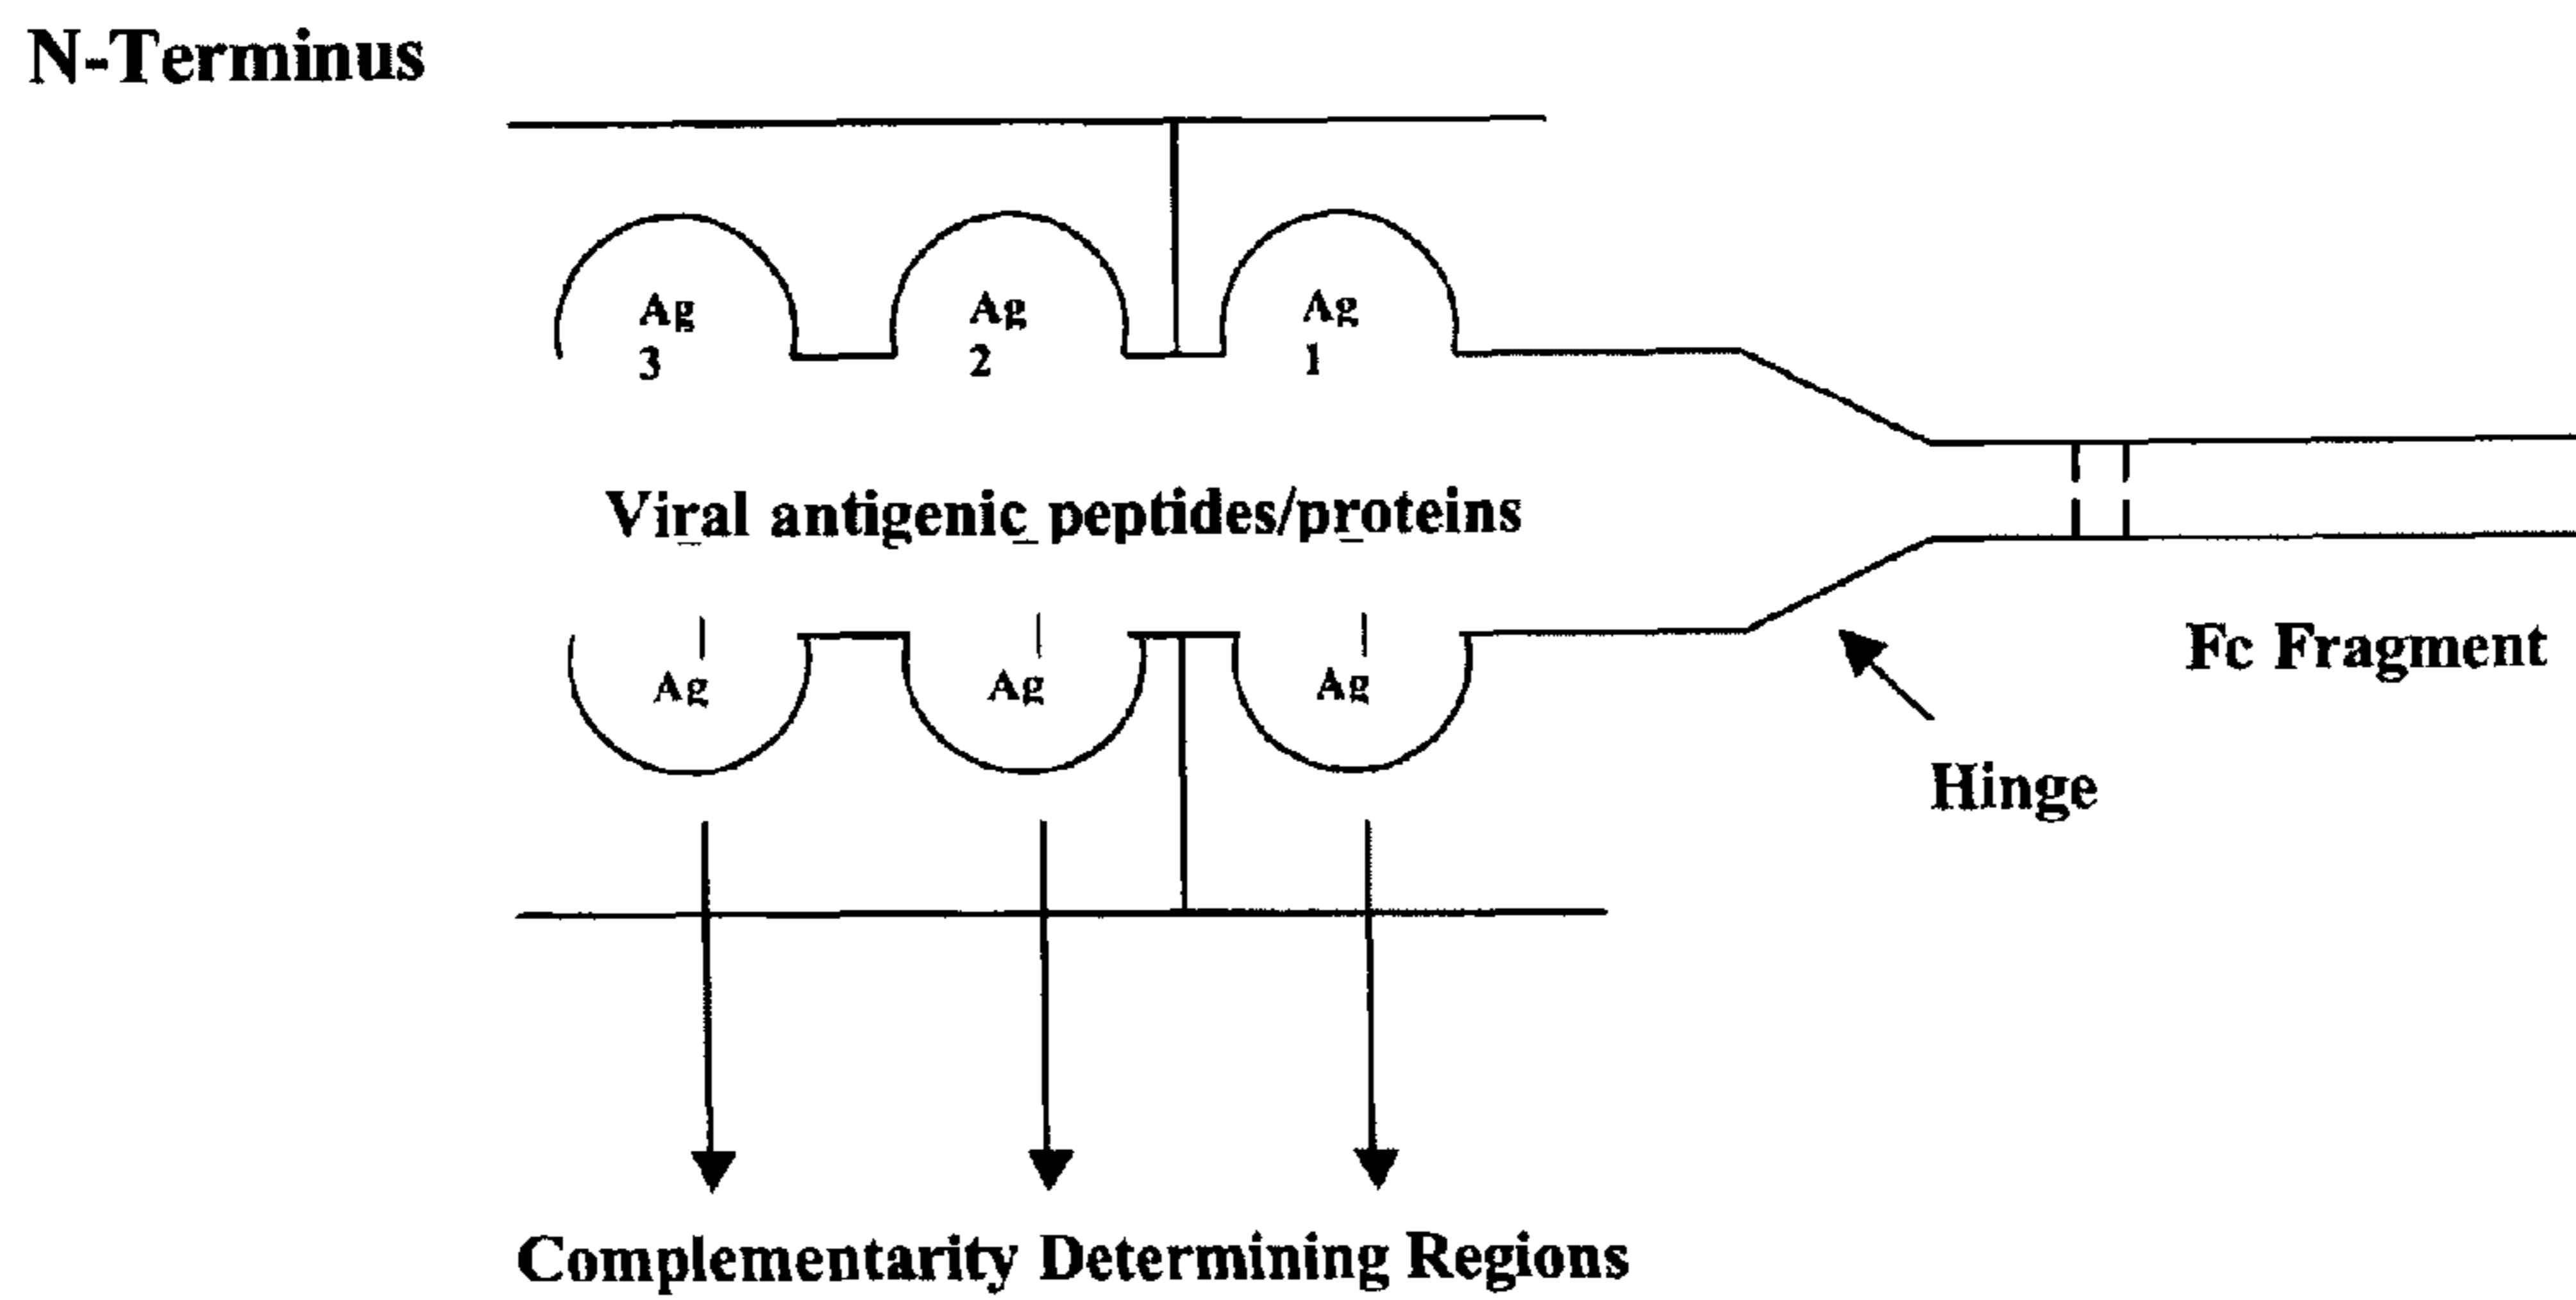 N-Terminus
Ag Ag Ag
3 2 1
Viral antigenic peptides/proteins
Ag Ag Ag
Fc Fragment
Hinge
Complementarity Determining Regions